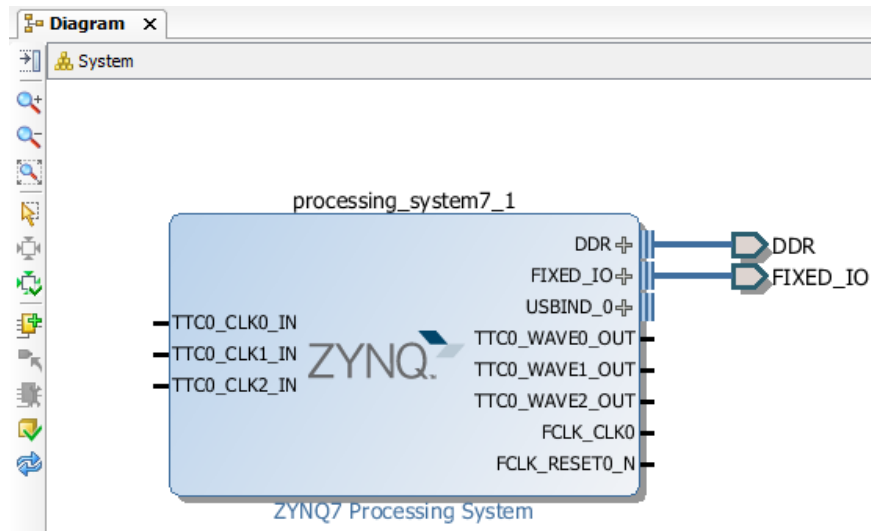 Diagram ×
System
processing_system7_1
DDR
FIXED_IO
USBIND_0
TTC0_WAVE0_OUT
TTC0_WAVE1_OUT
TTC0_WAVE2_OUT
FCLK_CLK0
FCLK_RESET0_N
TTC0_CLK0_IN
TTC0_CLK1_IN
TTC0_CLK2_IN
ZYNQ
DDR
FIXED_IO
ZYNQ7 Processing System